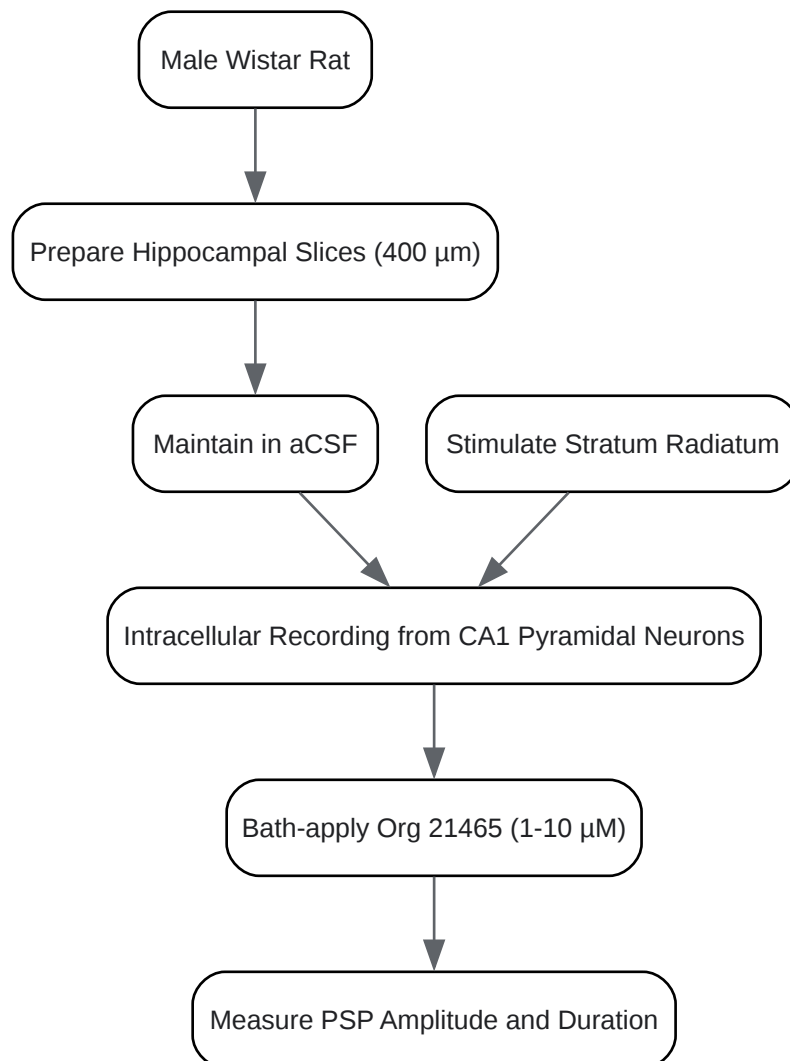 Male Wistar Rat
Prepare Hippocampal Slices (400 µm)
Maintain in aCSF
Stimulate Stratum Radiatum
Intracellular Recording from CA1 Pyramidal Neurons
Bath-apply Org 21465 (1-10 µM)
Measure PSP Amplitude and Duration